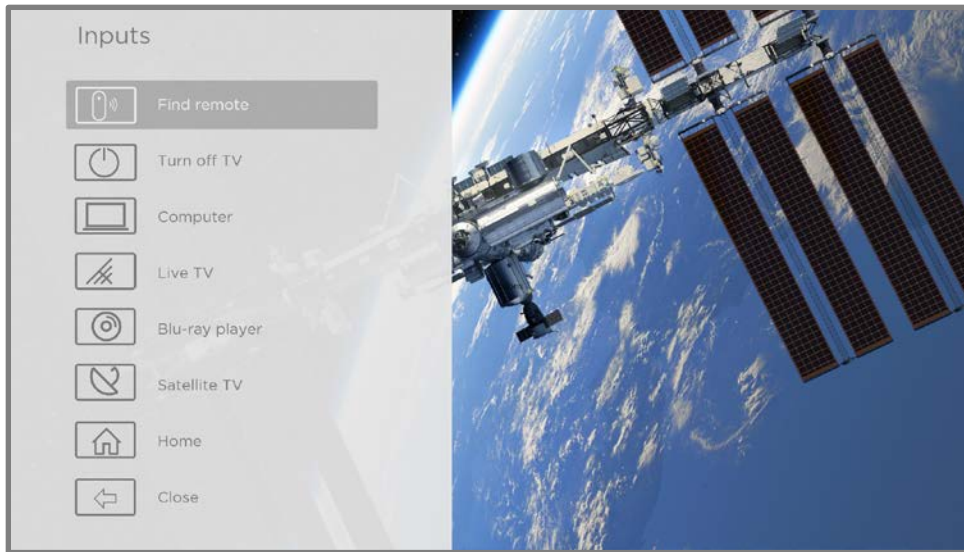 Inputs
Find remote
Turn off TV
Computer
Live TV
Blu-ray player
Satellite TV
Home
Close